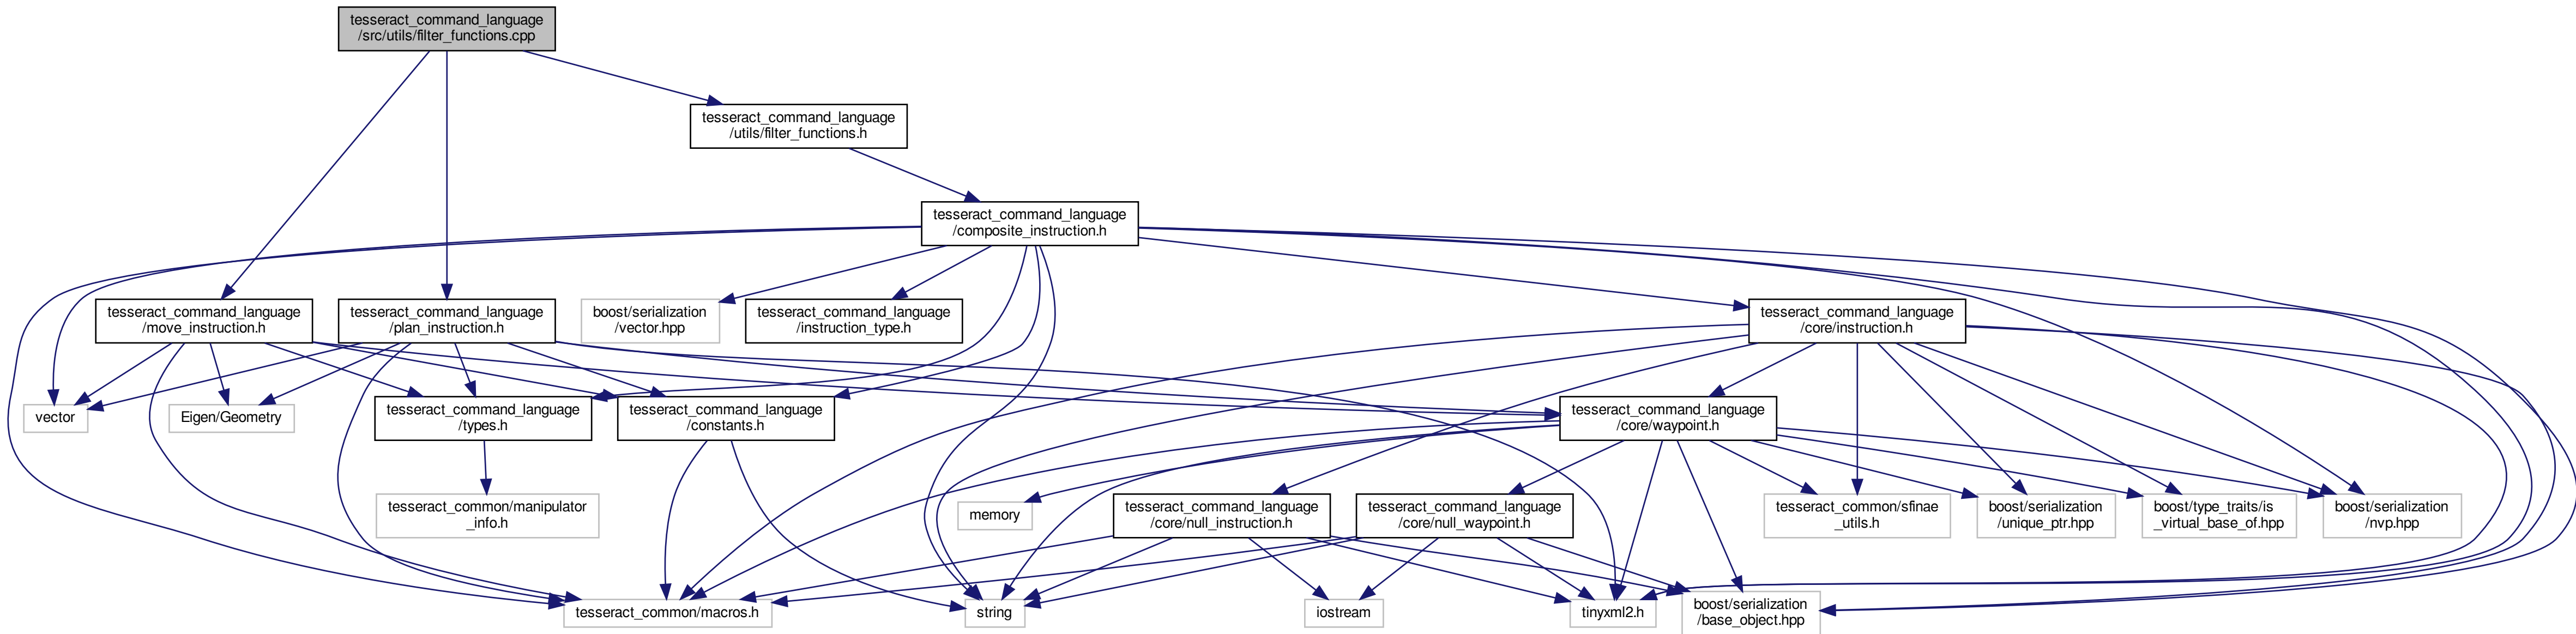 tesseract_command_language
/src/utils/filter_functions.cpp
tesseract_command_language
/utils/filter_functions.h
tesseract_command_language
/composite_instruction.h
tesseract_command_language
/move_instruction.h
tesseract_command_language
/plan_instruction.h
boost/serialization
/vector.hpp
tesseract_command_language
/instruction_type.h
tesseract_command_language
/core/instruction.h
vector
Eigen/Geometry
tesseract_command_language
/types.h
tesseract_command_language
/constants.h
tesseract_command_language
/core/waypoint.h
tesseract_common/manipulator
_info.h
memory
tesseract_command_language
/core/null_instruction.h
tesseract_command_language
/core/null_waypoint.h
tesseract_common/sfinae
_utils.h
boost/serialization
/unique_ptr.hpp
boost/type_traits/is
_virtual_base_of.hpp
boost/serialization
/nvp.hpp
tesseract_common/macros.h
string
iostream
tinyxml2.h
boost/serialization
/base_object.hpp